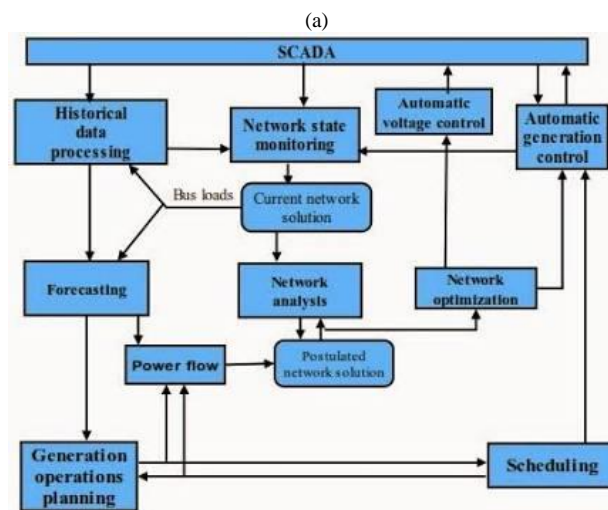 (a)
SCADA
Historical
data
processing
Network state
monitoring
Automatic
voltage control
Automatic
generation
control
Bus loads
Current network
solution
Forecasting
Network
analysis
Network
optimization
Power flow
Postulated
network solution
Generation
operations
planning
Scheduling